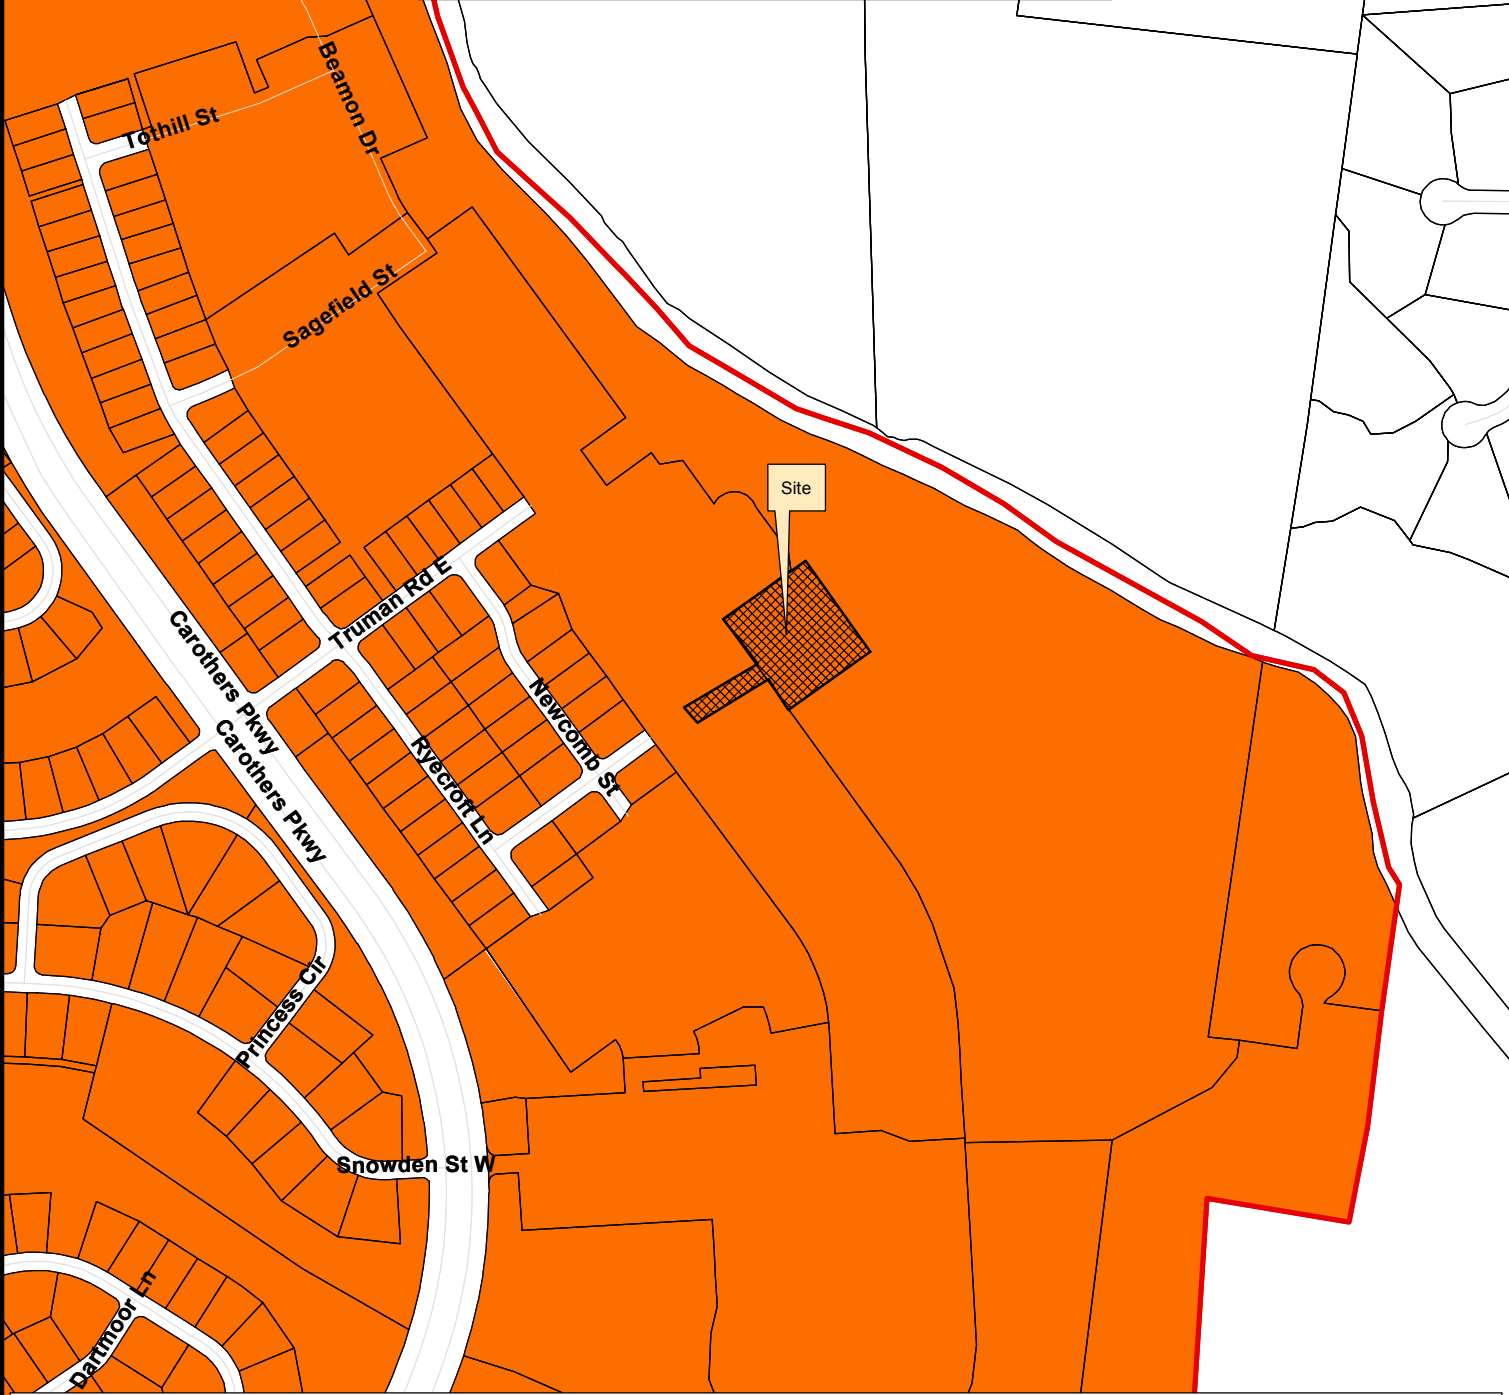 Beamon Dr
Tothill St
Sagefield St
Site
Truman Rd E
Carothers Pkwy
Newcomb St
Carothers Pkwy
Ryecroft Ln
Princess Cir
Snowden St W
Dartmoor Ln